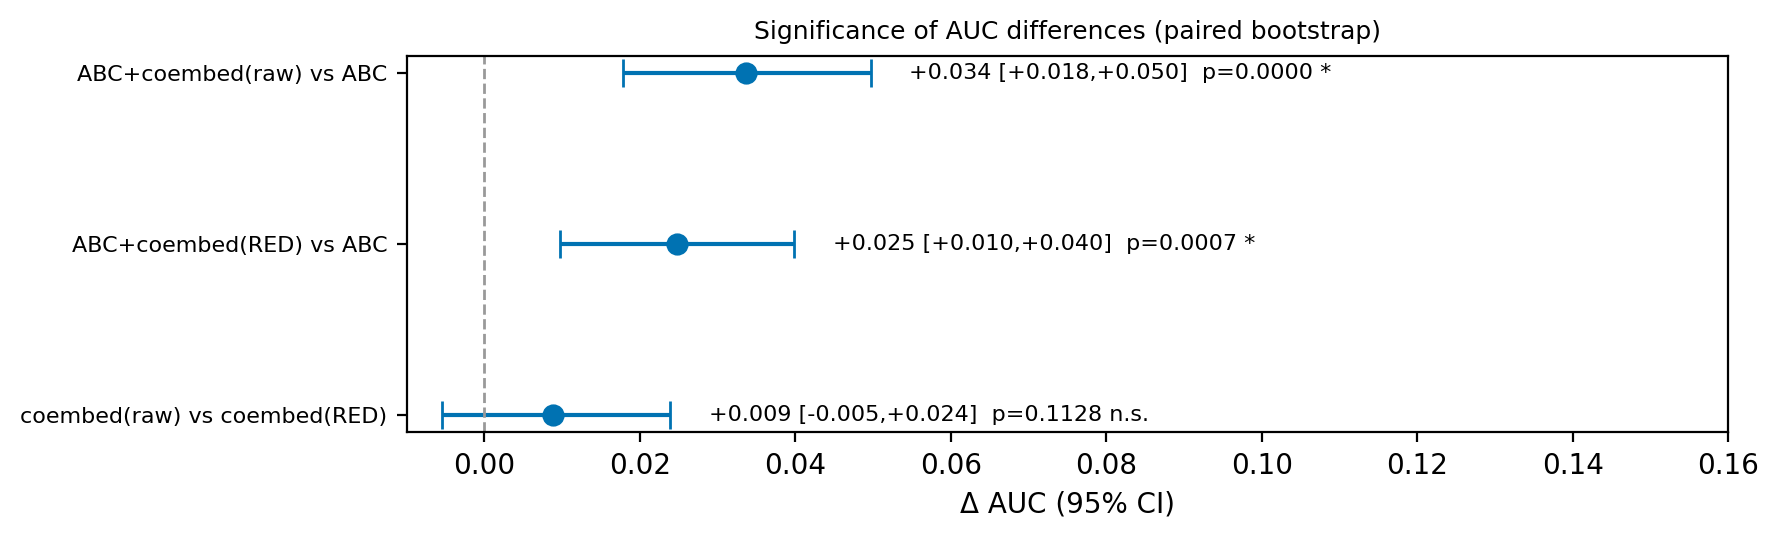 Significance of AUC differences (paired bootstrap)
ABC+coembed(raw) vs ABC
+0.034 [+0.018,+0.050]  p=0.0000 *
ABC+coembed(RED) vs ABC
+0.025 [+0.010,+0.040]  p=0.0007 *
coembed(raw) vs coembed(RED)
+0.009 [-0.005,+0.024]  p=0.1128 n.s.
0.00 0.02 0.04 0.06 0.08 0.10 0.12 0.14 0.16
Δ AUC (95% CI)